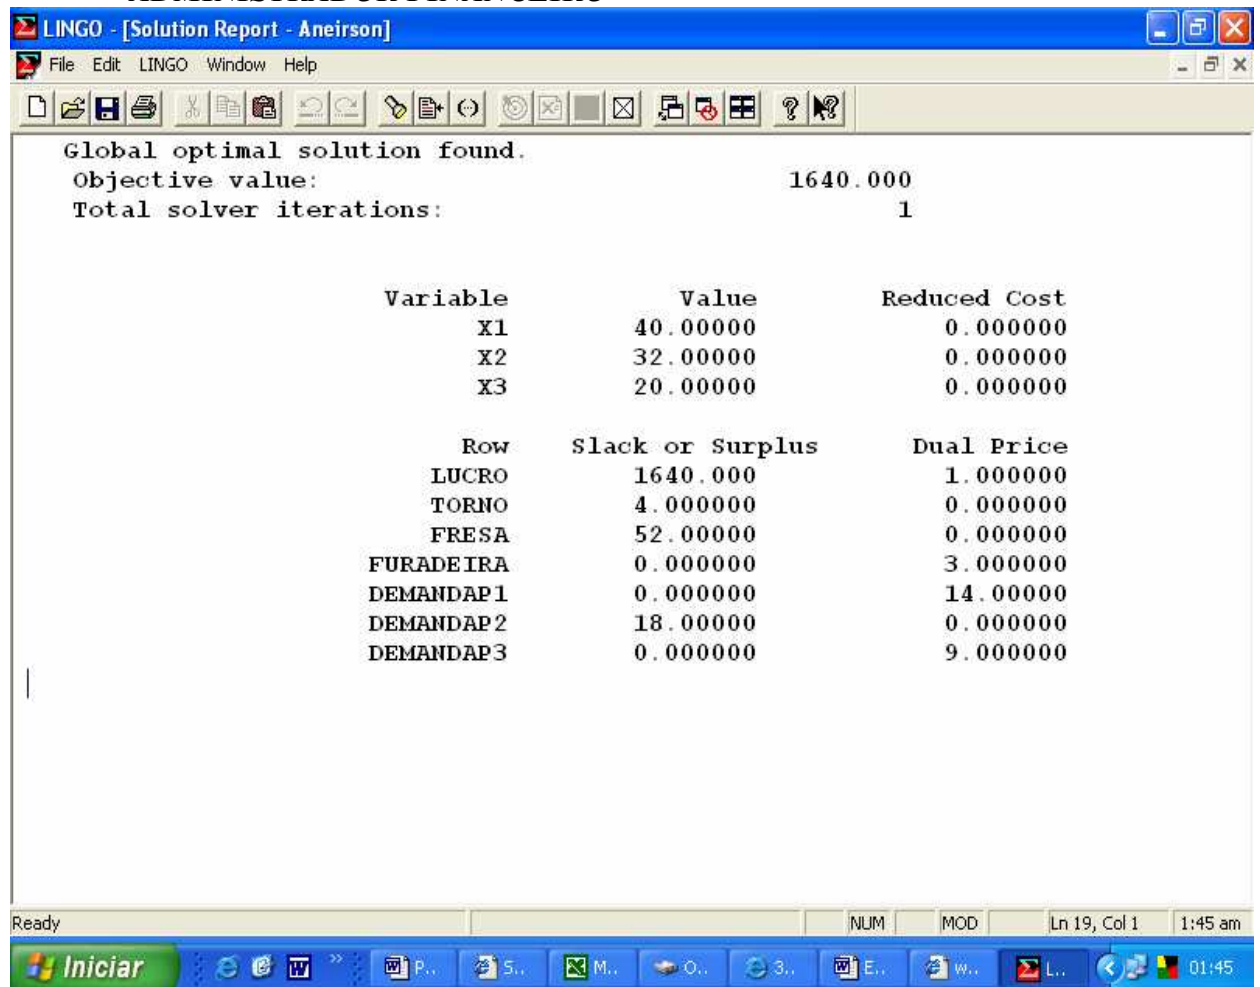 LINGO - [Solution Report - Aneirson]
File Edit LINGO Window Help
Global optimal solution found.
Objective value: 1640.000
Total solver iterations: 1
Variable Value Reduced Cost
X1 40.00000 0.000000
X2 32.00000 0.000000
X3 20.00000 0.000000
Row Slack or Surplus Dual Price
LUCRO 1640.000 1.000000
TORNO 4.000000 0.000000
FRESA 52.00000 0.000000
FURADEIRA 0.000000 3.000000
DEMANDAP1 0.000000 14.00000
DEMANDAP2 18.00000 0.000000
DEMANDAP3 0.000000 9.000000
Ready NUM MOD Ln 19, Col 1 1:45 am
Iniciar P.. 5.. M.. O.. 3.. E.. w.. L.. 01:45